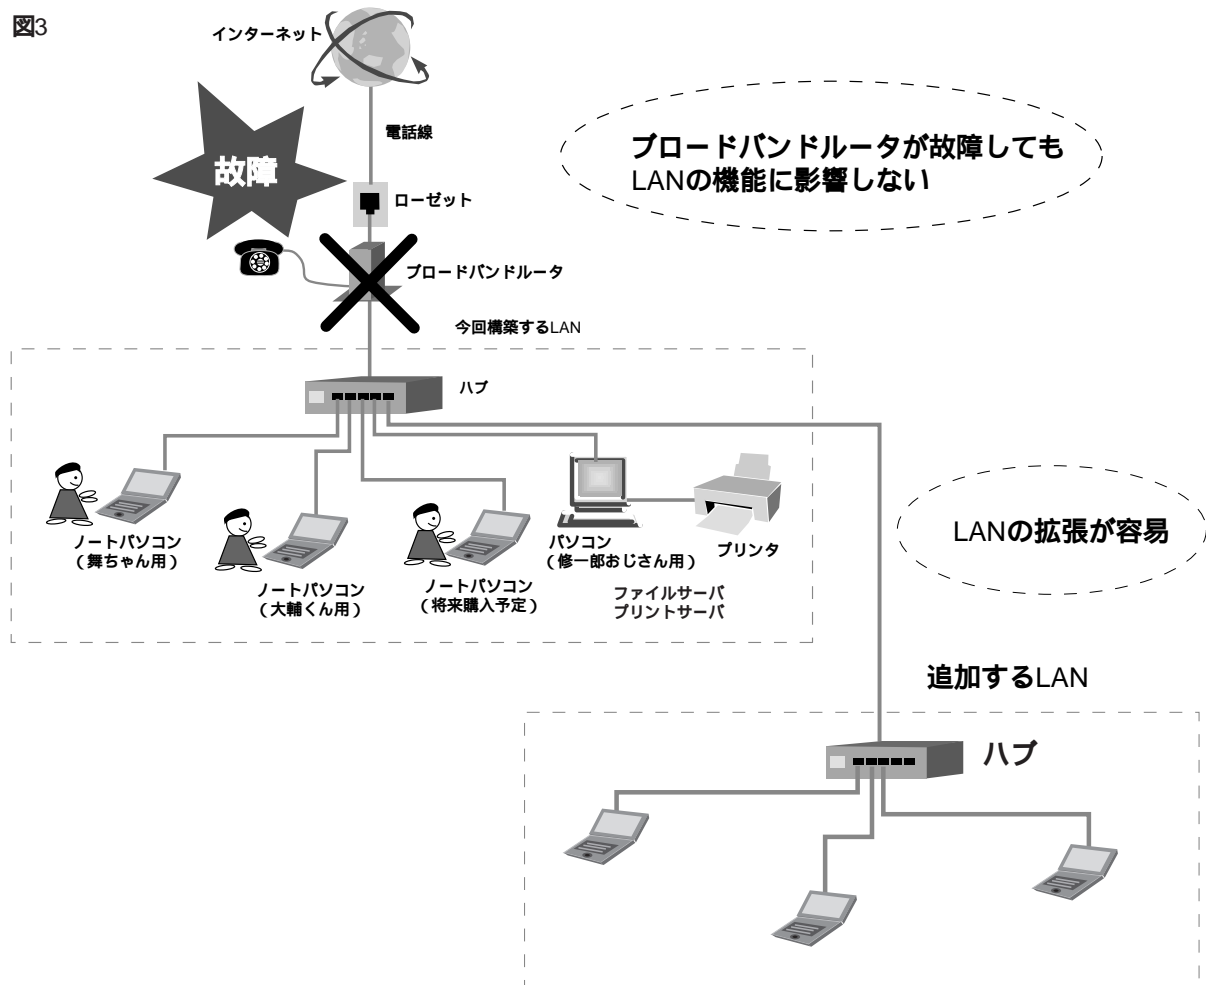 図3
インターネット
電話線
故障
ブロードバンドルータが故障しても
LANの機能に影響しない
ローゼット
ブロードバンドルータ
今回構築するLAN
ハブ
ノートパソコン
(舞ちゃん用)
ノートパソコン
(大輔くん用)
ノートパソコン
(将来購入予定)
パソコン
(修一郎おじさん用)
ファイルサーバ
プリントサーバ
プリンタ
LANの拡張が容易
追加するLAN
ハブ